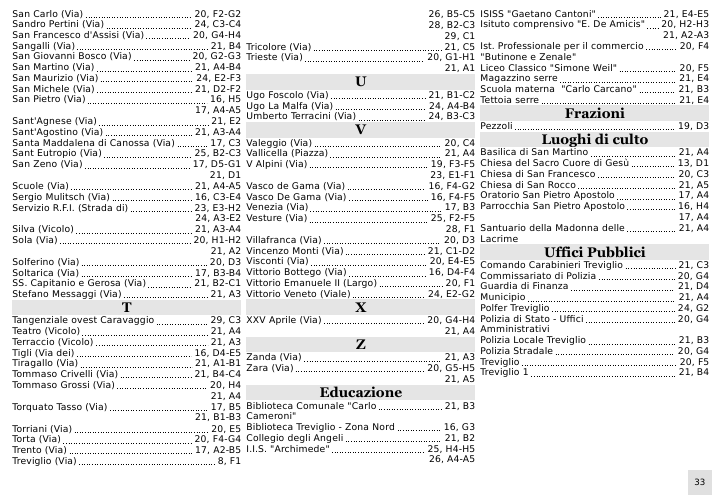 San Carlo (Via) 20, F2-G2
Sandro Pertini (Via) 24, C3-C4
San Francesco d'Assisi (Via) 20, G4-H4
Sangalli (Via) 21, B4
San Giovanni Bosco (Via) 20, G2-G3
San Martino (Via) 21, A4-B4
San Maurizio (Via) 24, E2-F3
San Michele (Via) 21, D2-F2
San Pietro (Via) 16, H5
17, A4-A5
Sant'Agnese (Via) 21, E2
Sant'Agostino (Via) 21, A3-A4
Santa Maddalena di Canossa (Via) 17, C3
Sant Eutropio (Via) 25, B2-C3
San Zeno (Via) 17, D5-G1
21, D1
Scuole (Via) 21, A4-A5
Sergio Mulitsch (Via) 16, C3-E4
Servizio R.F.I. (Strada di) 23, E3-H2
24, A3-E2
Silva (Vicolo) 21, A3-A4
Sola (Via) 20, H1-H2
21, A2
Solferino (Via) 20, D3
Soltarica (Via) 17, B3-B4
SS. Capitanio e Gerosa (Via) 21, B2-C1
Stefano Messaggi (Via) 21, A3
T
Tangenziale ovest Caravaggio 29, C3
Teatro (Vicolo) 21, A4
Terraccio (Vicolo) 21, A3
Tigli (Via dei) 16, D4-E5
Tiragallo (Via) 21, A1-B1
Tommaso Crivelli (Via) 21, B4-C4
Tommaso Grossi (Via) 20, H4
21, A4
Torquato Tasso (Via) 17, B5
21, B1-B3
Torriani (Via) 20, E5
Torta (Via) 20, F4-G4
Trento (Via) 17, A2-B5
Treviglio (Via) 8, F1
26, B5-C5
28, B2-C3
29, C1
Tricolore (Via) 21, C5
Trieste (Via) 20, G1-H1
21, A1
U
Ugo Foscolo (Via) 21, B1-C2
Ugo La Malfa (Via) 24, A4-B4
Umberto Terracini (Via) 24, B3-C3
V
Valeggio (Via) 20, C4
Vallicella (Piazza) 21, A4
V Alpini (Via) 19, F3-F5
23, E1-F1
Vasco de Gama (Via) 16, F4-G2
Vasco De Gama (Via) 16, F4-F5
Venezia (Via) 17, B3
Vesture (Via) 25, F2-F5
28, F1
Villafranca (Via) 20, D3
Vincenzo Monti (Via) 21, C1-D2
Visconti (Via) 20, E4-E5
Vittorio Bottego (Via) 16, D4-F4
Vittorio Emanuele II (Largo) 20, F1
Vittorio Veneto (Viale) 24, E2-G2
X
XXV Aprile (Via) 20, G4-H4
21, A4
Z
Zanda (Via) 21, A3
Zara (Via) 20, G5-H5
21, A5
Educazione
Biblioteca Comunale "Carlo 21, B3
Cameroni"
Biblioteca Treviglio - Zona Nord 16, G3
Collegio degli Angeli 21, B2
I.I.S. "Archimede" 25, H4-H5
26, A4-A5
ISISS "Gaetano Cantoni" 21, E4-E5
Isituto comprensivo "E. De Amicis" 20, H2-H3
21, A2-A3
Ist. Professionale per il commercio 20, F4
"Butinone e Zenale"
Liceo Classico "Simone Weil" 20, F5
Magazzino serre 21, E4
Scuola materna "Carlo Carcano" 21, B3
Tettoia serre 21, E4
Frazioni
Pezzoli 19, D3
Luoghi di culto
Basilica di San Martino 21, A4
Chiesa del Sacro Cuore di Gesù 13, D1
Chiesa di San Francesco 20, C3
Chiesa di San Rocco 21, A5
Oratorio San Pietro Apostolo 17, A4
Parrocchia San Pietro Apostolo 16, H4
17, A4
Santuario della Madonna delle 21, A4
Lacrime
Uffici Pubblici
Comando Carabinieri Treviglio 21, C3
Commissariato di Polizia 20, G4
Guardia di Finanza 21, D4
Municipio 21, A4
Polfer Treviglio 24, G2
Polizia di Stato - Uffici 20, G4
Amministrativi
Polizia Locale Treviglio 21, B3
Polizia Stradale 20, G4
Treviglio 20, F5
Treviglio 1 21, B4
33